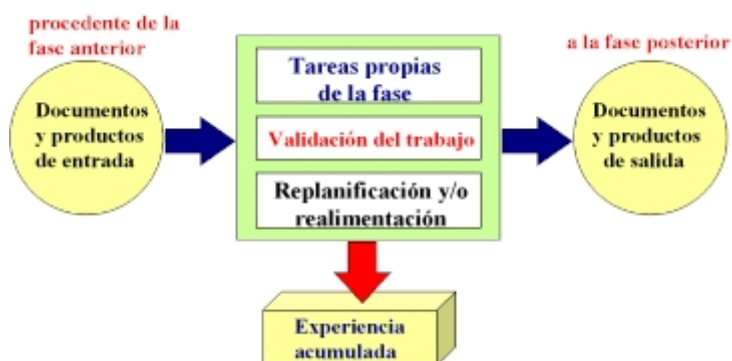 procedente de la
fase anterior
Documentos
y productos
de entrada
Tareas propias
de la fase
Validación del trabajo
Replanificación y/o
realimentación
a la fase posterior
Documentos
y productos
de salida
Experiencia
acumulada